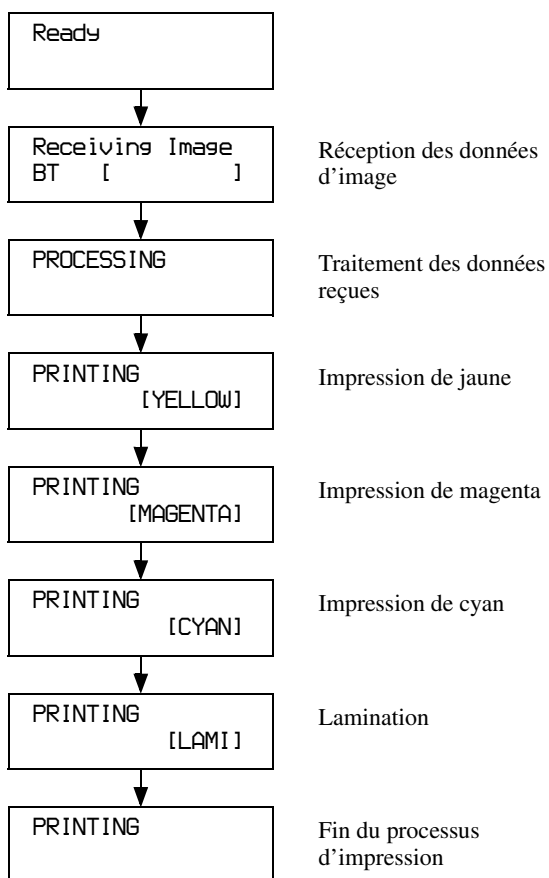 Ready
Receiving Image
BT [ ]
Réception des données
d'image
PROCESSING
Traitement des données
reçues
PRINTING
[YELLOW]
Impression de jaune
PRINTING
[MAGENTA]
Impression de magenta
PRINTING
[CYAN]
Impression de cyan
PRINTING
[LAMI]
Lamination
PRINTING
Fin du processus
d'impression